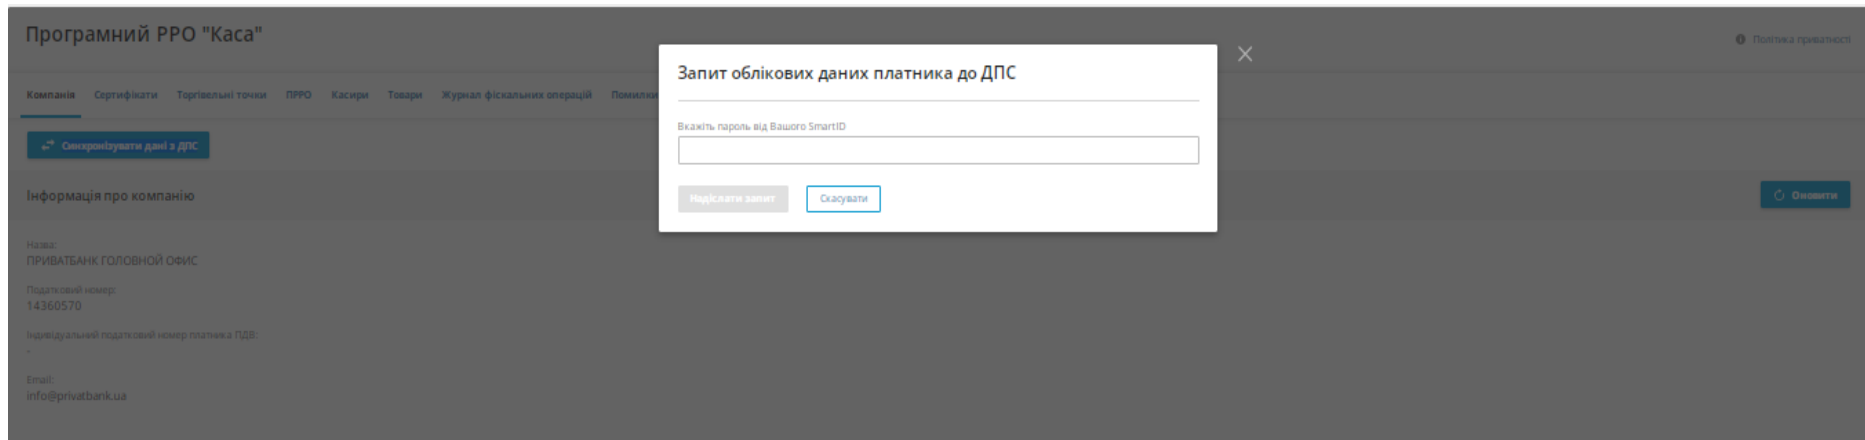 Програмний РРО "Каса"
Політика приватності
Компанія Сертифікати Торгівельні точки ПРРО Касири Товари Журнал фіскальних операцій Помилки
Запит облікових даних платника до ДПС
Вкажіть пароль від Вашого SmartID
Надіслати запит Скасувати
Синхронізувати дані з ДПС
Інформація про компанію
Оновити
Назва:
ПРИВАТБАНК ГОЛОВНОЙ ОФИС
Податковий номер:
14360570
Індивідуальний податковий номер платника ПДВ:
-
Email:
info@privatbank.ua